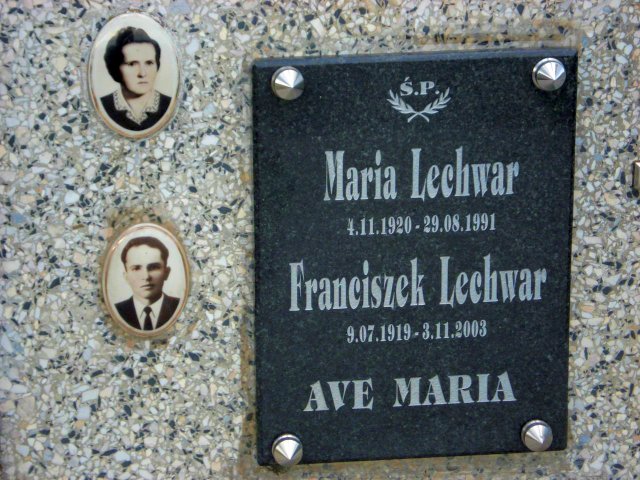 Ś.P.
Maria Lechwar
4.11.1920 - 29.08.1991
Franciszek Lechwar
9.07.1919 - 3.11.2003
AVE MARIA